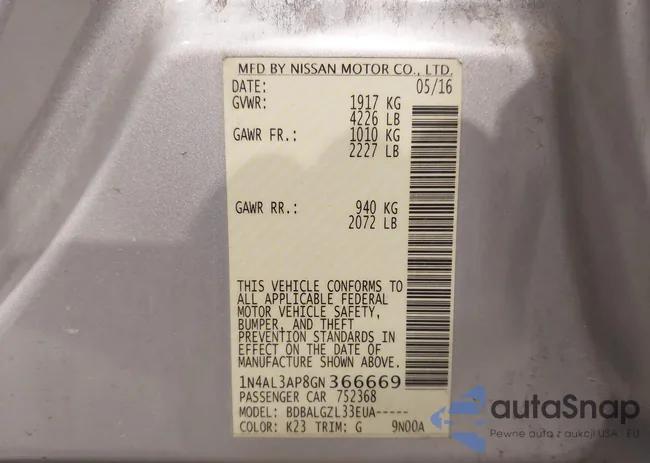 MFD BY NISSAN MOTOR CO., LTD.
DATE: 05/16
GVWR: 1917 KG
4226 LB
GAWR FR.: 1010 KG
2227 LB
GAWR RR.: 940 KG
2072 LB
THIS VEHICLE CONFORMS TO
ALL APPLICABLE FEDERAL
MOTOR VEHICLE SAFETY,
BUMPER, AND THEFT
PREVENTION STANDARDS IN
EFFECT ON THE DATE OF
MANUFACTURE SHOWN ABOVE.
1N4AL3AP8GN366669
PASSENGER CAR 752368
MODEL: BDBALGZL33EUA-----
COLOR: K23 TRIM: G 9N00A
autoSnap
Pewne auta z aukcji USA i EU